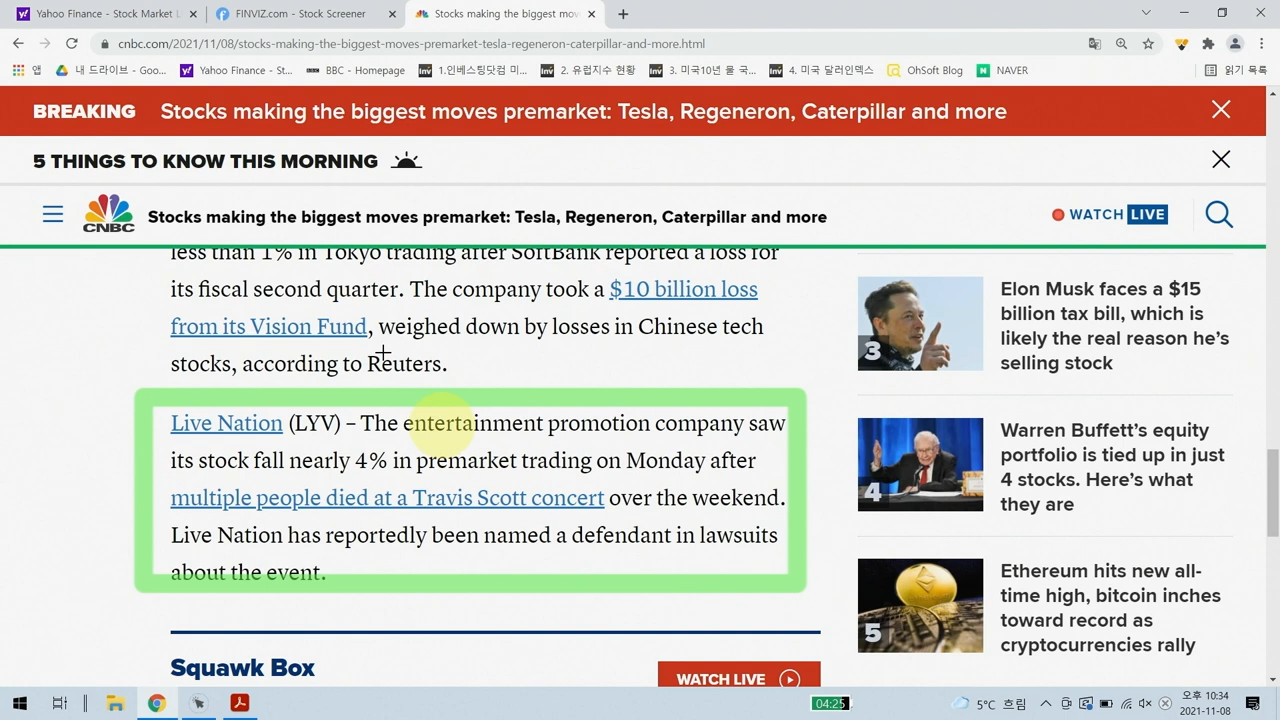 Yahoo Finance - Stock Market L
FINVIZ.com - Stock Screener
Stocks making the biggest mov
cnbc.com/2021/11/08/stocks-making-the-biggest-moves-premarket-tesla-regeneron-caterpillar-and-more.html
앱
내 드라이브 - Goo...
Yahoo Finance - St...
BBC - Homepage
1.인베스팅닷컴 미...
2. 유럽지수 현황
3. 미국10년 물 국...
4. 미국 달러인덱스
OhSoft Blog
NAVER
읽기 목록
BREAKING Stocks making the biggest moves premarket: Tesla, Regeneron, Caterpillar and more
5 THINGS TO KNOW THIS MORNING
CNBC
Stocks making the biggest moves premarket: Tesla, Regeneron, Caterpillar and more
WATCH LIVE
less than 1% in Tokyo trading after SoftBank reported a loss for
its fiscal second quarter. The company took a $10 billion loss
from its Vision Fund, weighed down by losses in Chinese tech
stocks, according to Reuters.
Live Nation (LYV) – The entertainment promotion company saw
its stock fall nearly 4% in premarket trading on Monday after
multiple people died at a Travis Scott concert over the weekend.
Live Nation has reportedly been named a defendant in lawsuits
about the event.
Squawk Box
WATCH LIVE
3
Elon Musk faces a $15
billion tax bill, which is
likely the real reason he's
selling stock
4
Warren Buffett's equity
portfolio is tied up in just
4 stocks. Here's what
they are
5
Ethereum hits new all-
time high, bitcoin inches
toward record as
cryptocurrencies rally
04:25
5°C 흐림
오후 10:34
2021-11-08